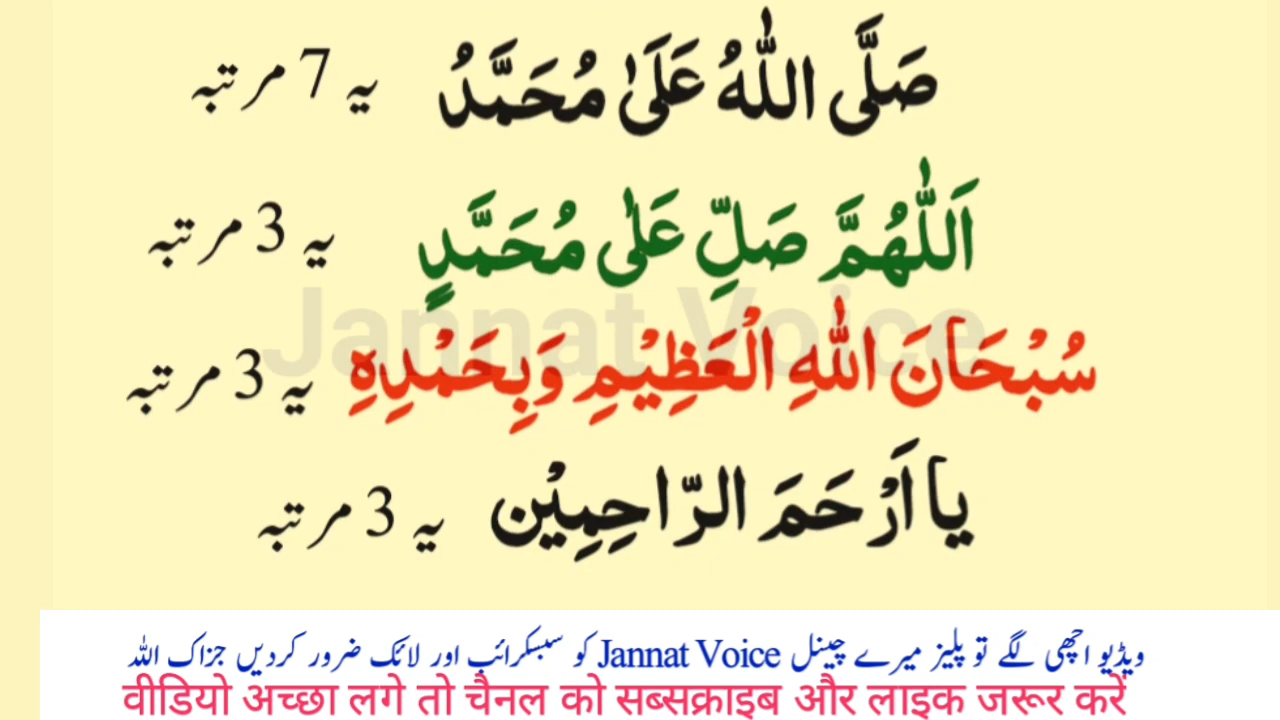 صَلَّى اللّٰهُ عَلَىٰ مُحَمَّدُ یہ 7 مرتبہ
اَللّٰهُمَّ صَلِّ عَلٰى مُحَمَّدٍ یہ 3 مرتبہ
Jannat Voice
سُبْحَانَ اللّٰهِ الْعَظِيْمِ وَبِحَمْدِهِ یہ 3 مرتبہ
يا اَرْحَمَ الرّاحِمِيْن یہ 3 مرتبہ
ویڈیو اچھی لگے تو پلیز میرے چینل Jannat Voice کو سبسکرائب اور لائک ضرور کردیں جزاک اللہ
वीडियो अच्छा लगे तो चैनल को सब्सक्राइब और लाइक जरूर करें